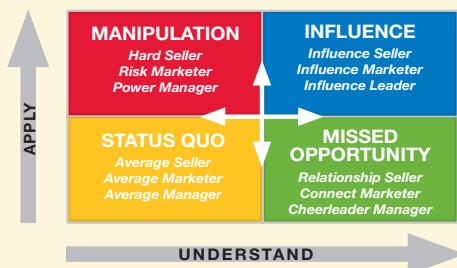 MANIPULATION
Hard Seller
Risk Marketer
Power Manager
INFLUENCE
Influence Seller
Influence Marketer
Influence Leader
APPLY
STATUS QUO
Average Seller
Average Marketer
Average Manager
MISSED
OPPORTUNITY
Relationship Seller
Connect Marketer
Cheerleader Manager
UNDERSTAND